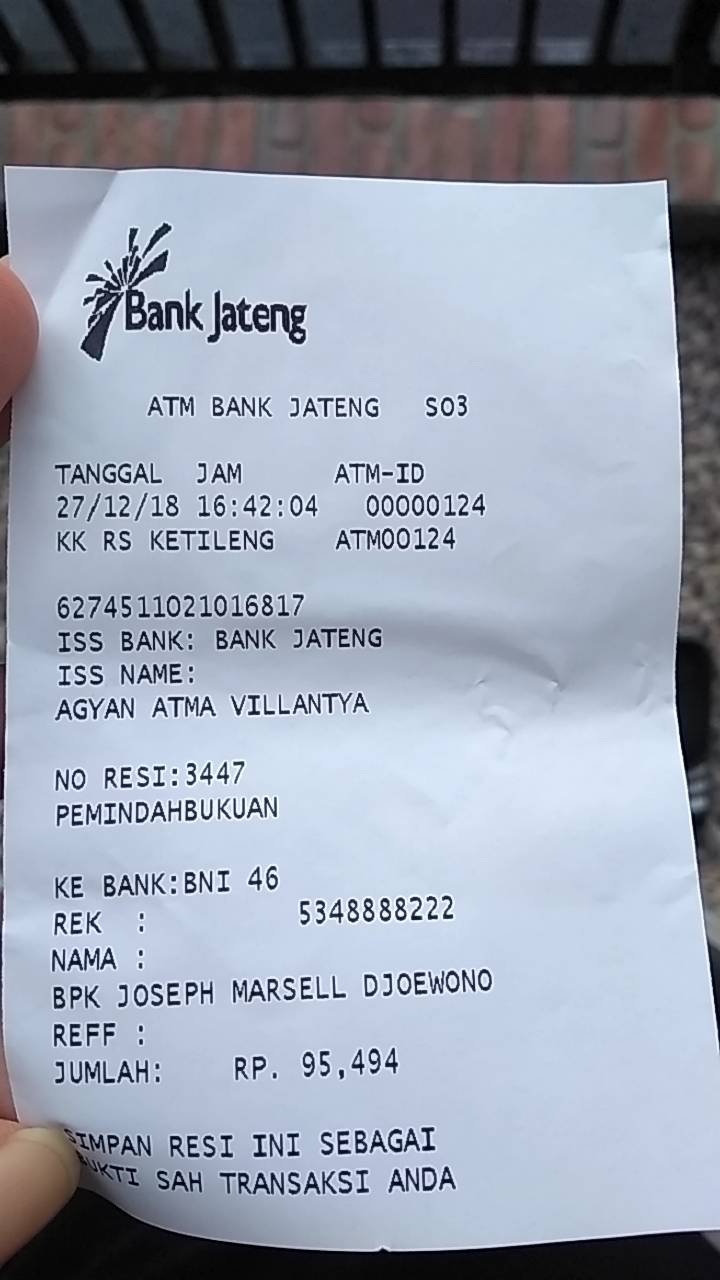 Bank Jateng
ATM BANK JATENG SO3
TANGGAL JAM ATM-ID
27/12/18 16:42:04 00000124
KK RS KETILENG ATM00124
6274511021016817
ISS BANK: BANK JATENG
ISS NAME:
AGYAN ATMA VILLANTYA
NO RESI:3447
PEMINDAHBUKUAN
KE BANK:BNI 46
REK : 5348888222
NAMA :
BPK JOSEPH MARSELL DJOEWONO
REFF :
JUMLAH: RP. 95,494
SIMPAN RESI INI SEBAGAI
BUKTI SAH TRANSAKSI ANDA